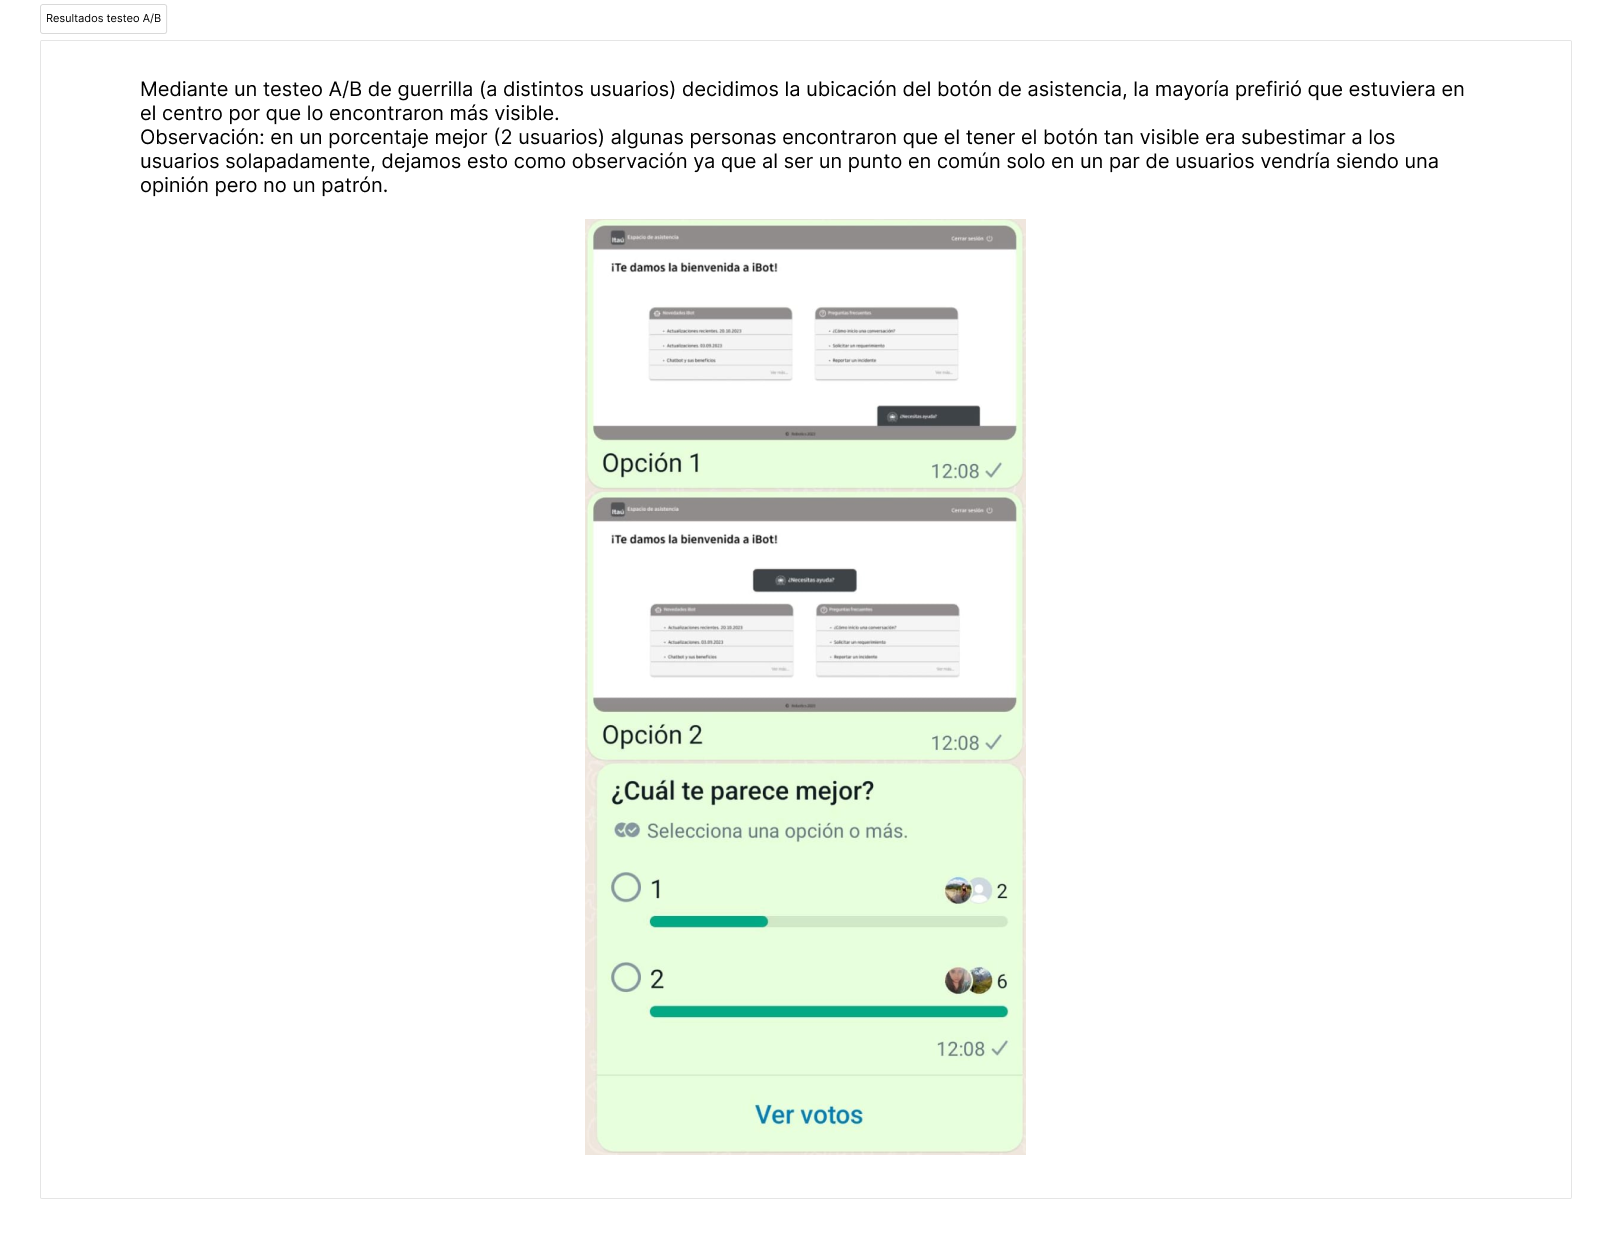 Resultados testeo A/B
Mediante un testeo A/B de guerrilla (a distintos usuarios) decidimos la ubicación del botón de asistencia, la mayoría prefirió que estuviera en
el centro por que lo encontraron más visible.
Observación: en un porcentaje mejor (2 usuarios) algunas personas encontraron que el tener el botón tan visible era subestimar a los
usuarios solapadamente, dejamos esto como observación ya que al ser un punto en común solo en un par de usuarios vendría siendo una
opinión pero no un patrón.
itaú Espacio de asistencia Cerrar sesión
¡Te damos la bienvenida a iBot!
Novedades iBot Preguntas frecuentes
• Actualizaciones recientes. 20.10.2023 • ¿Cómo inicio una conversación?
• Actualizaciones. 03.09.2023 • Solicitar un requerimiento
• Chatbot y sus beneficios • Reportar un incidente
Ver más... Ver más...
¿Necesitas ayuda?
Opción 1 12:08
itaú Espacio de asistencia Cerrar sesión
¡Te damos la bienvenida a iBot!
¿Necesitas ayuda?
Novedades iBot Preguntas frecuentes
• Actualizaciones recientes. 20.10.2023 • ¿Cómo inicio una conversación?
• Actualizaciones. 03.09.2023 • Solicitar un requerimiento
• Chatbot y sus beneficios • Reportar un incidente
Ver más... Ver más...
Opción 2 12:08
¿Cuál te parece mejor?
Selecciona una opción o más.
1 2
2 6
12:08
Ver votos